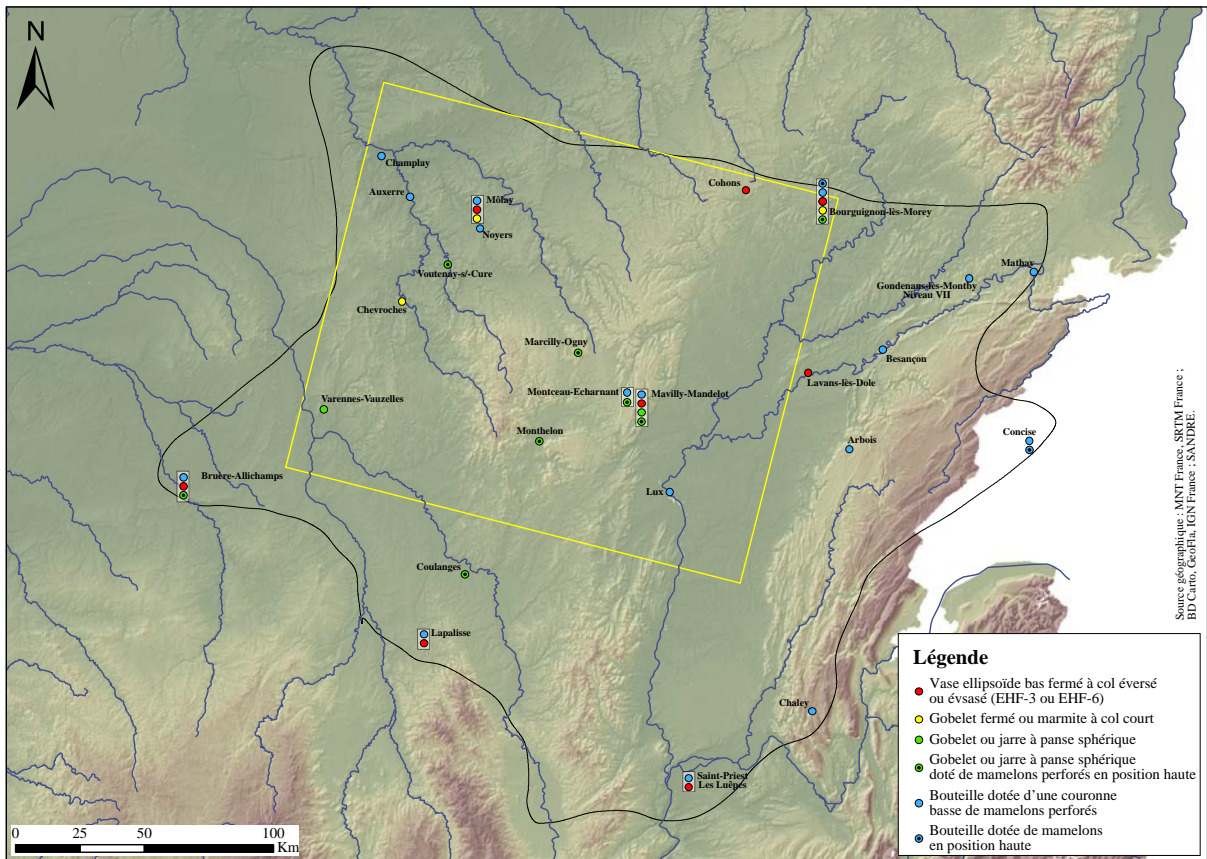 N
Champlay
Auxerre
Môlay
Noyers
Cohons
Bourguignon-lès-Morey
Voutenay-s/-Cure
Chevroches
Gondenans-lès-Montby
Niveau VII
Mathay
Marcilly-Ogny
Besançon
Lavans-lès-Dole
Montceau-Echarnant
Mavilly-Mandelot
Varennes-Vauzelles
Monthelon
Arbois
Concise
Bruère-Allichamps
Lux
Coulanges
Lapalisse
Chaley
Saint-Priest
Les Luèpes
Source géographique : MNT France, SRTM France ;
BD Carto, GeoFla, IGN France ; SANDRE.
Légende
Vase ellipsoïde bas fermé à col éversé
ou évsasé (EHF-3 ou EHF-6)
Gobelet fermé ou marmite à col court
Gobelet ou jarre à panse sphérique
Gobelet ou jarre à panse sphérique
doté de mamelons perforés en position haute
Bouteille dotée d’une couronne
basse de mamelons perforés
Bouteille dotée de mamelons
en position haute
0 25 50 100
Km